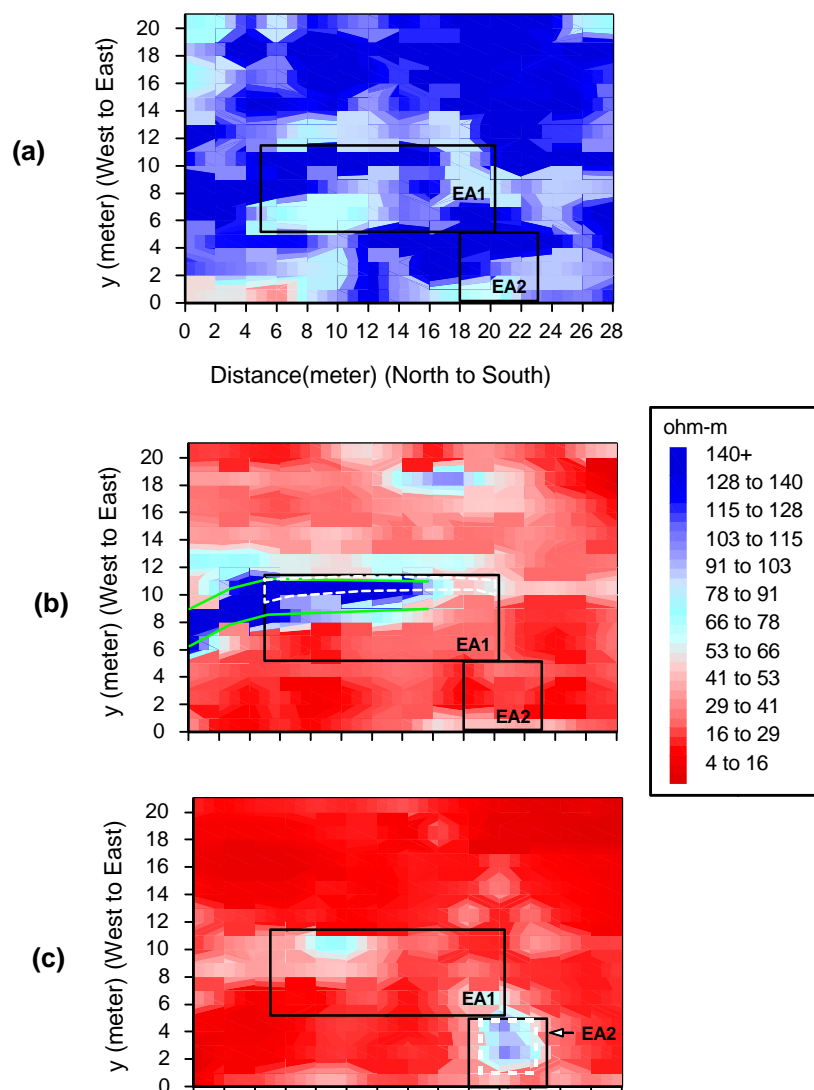 (a)
y (meter) (West to East)
20
18
16
14
12
10
8
6
4
2
0
EA1
EA2
0 2 4 6 8 10 12 14 16 18 20 22 24 26 28
Distance(meter) (North to South)
(b)
y (meter) (West to East)
20
18
16
14
12
10
8
6
4
2
0
EA1
EA2
ohm-m
140+
128 to 140
115 to 128
103 to 115
91 to 103
78 to 91
66 to 78
53 to 66
41 to 53
29 to 41
16 to 29
4 to 16
(c)
y (meter) (West to East)
20
18
16
14
12
10
8
6
4
2
0
EA1
EA2